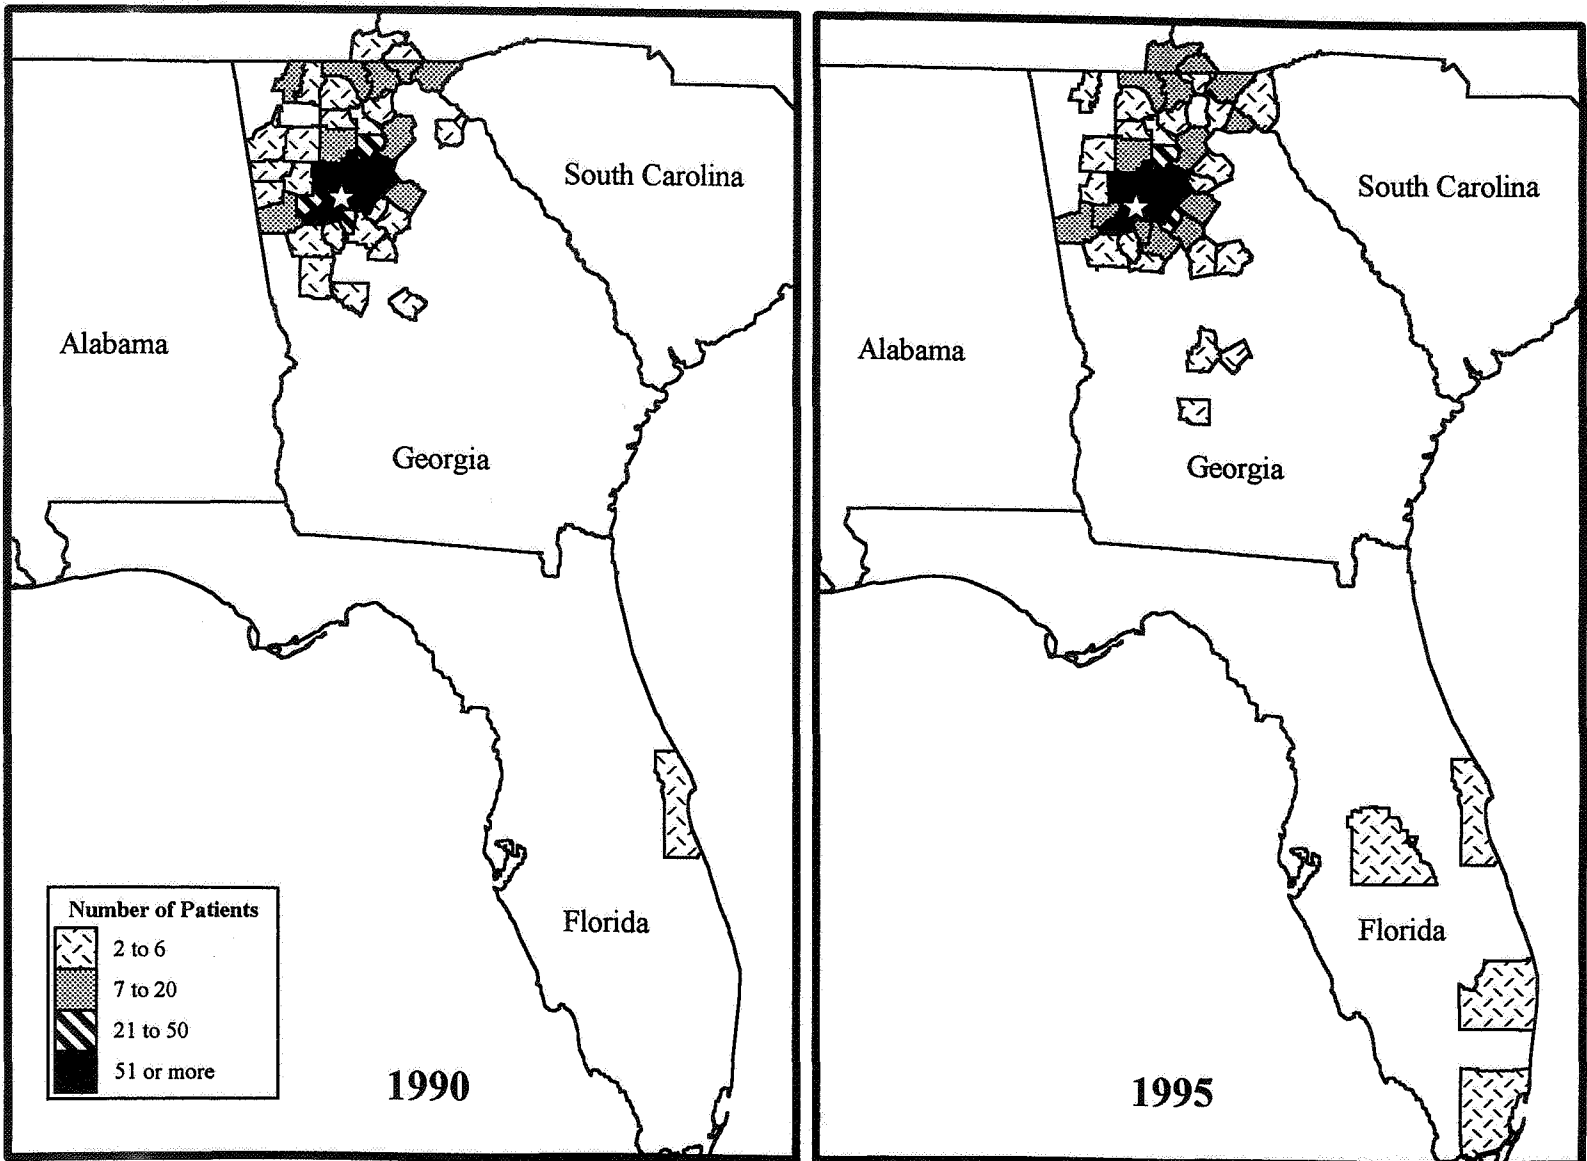 South Carolina
Alabama
Georgia
Florida
Number of Patients
2 to 6
7 to 20
21 to 50
51 or more
1990
South Carolina
Alabama
Georgia
Florida
1995